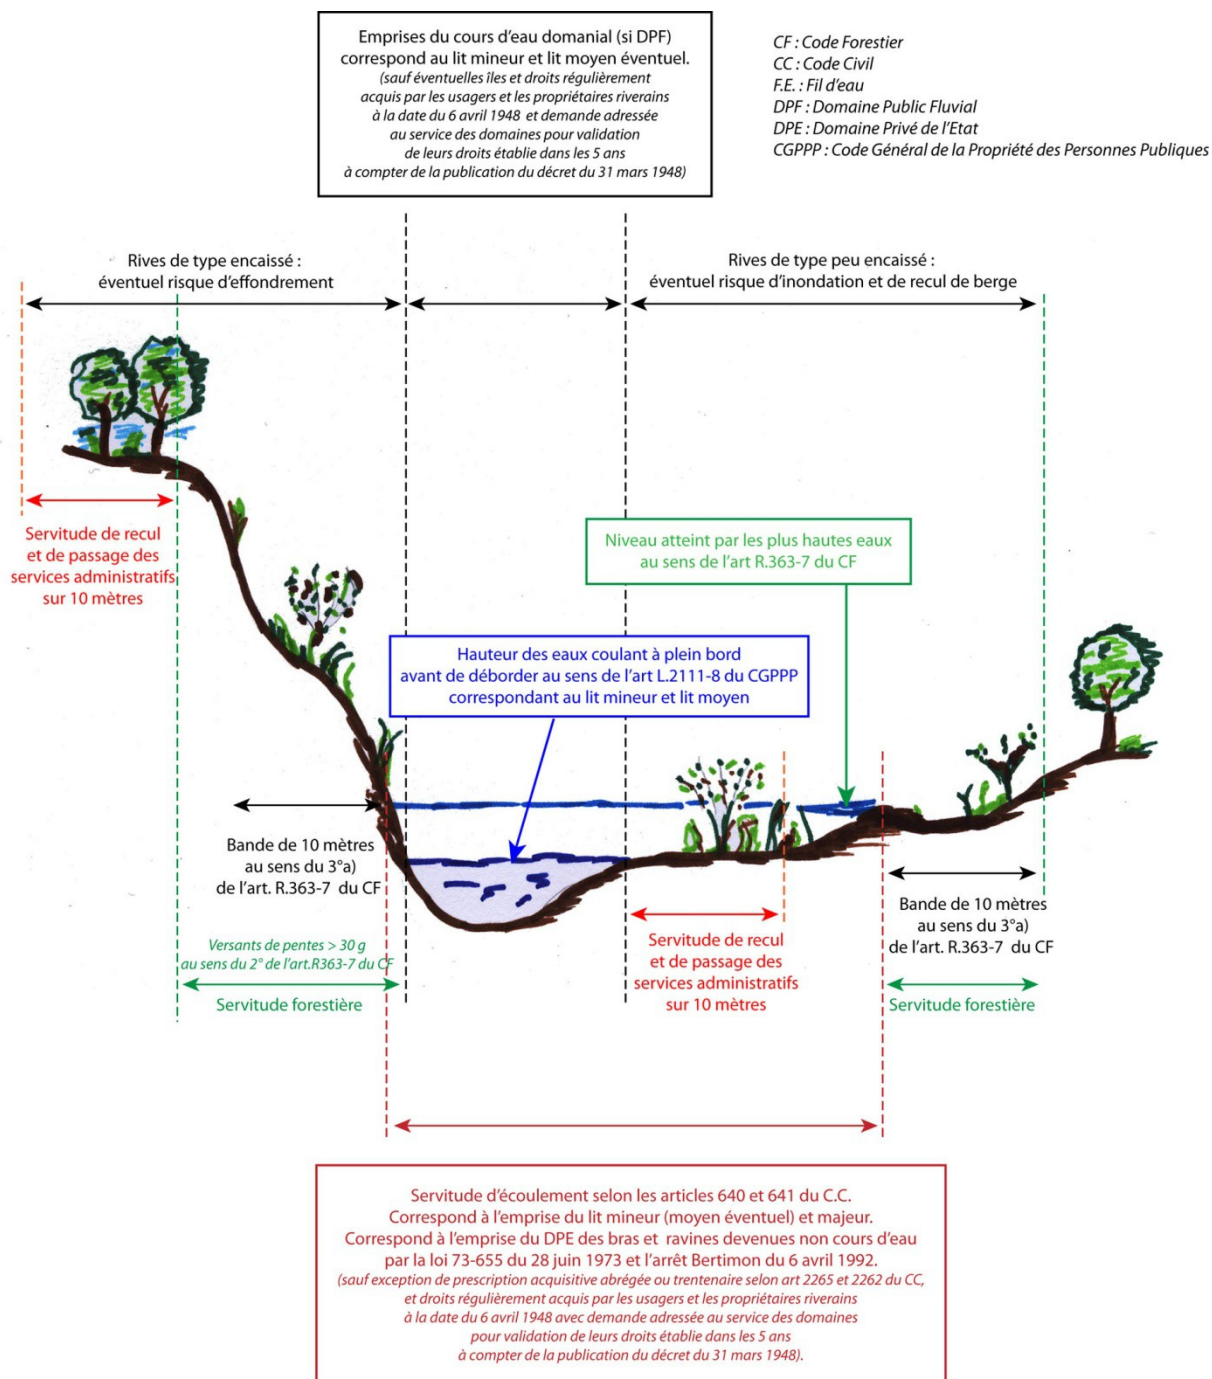 Emprises du cours d'eau domanial (si DPF)
correspond au lit mineur et lit moyen éventuel.
(sauf éventuelles îles et droits régulièrement
acquis par les usagers et les propriétaires riverains
à la date du 6 avril 1948 et demande adressée
au service des domaines pour validation
de leurs droits établie dans les 5 ans
à compter de la publication du décret du 31 mars 1948)
CF : Code Forestier
CC : Code Civil
F.E. : Fil d'eau
DPF : Domaine Public Fluvial
DPE : Domaine Privé de l'Etat
CGPPP : Code Général de la Propriété des Personnes Publiques
Rives de type encaissé :
éventuel risque d'effondrement
Rives de type peu encaissé :
éventuel risque d'inondation et de recul de berge
Servitude de recul
et de passage des
services administratifs
sur 10 mètres
Niveau atteint par les plus hautes eaux
au sens de l'art R.363-7 du CF
Hauteur des eaux coulant à plein bord
avant de déborder au sens de l'art L.2111-8 du CGPPP
correspondant au lit mineur et lit moyen
Bande de 10 mètres
au sens du 3°a)
de l'art. R.363-7 du CF
Versants de pentes > 30 g
au sens du 2° de l'art.R363-7 du CF
Servitude forestière
Servitude de recul
et de passage des
services administratifs
sur 10 mètres
Bande de 10 mètres
au sens du 3°a)
de l'art. R.363-7 du CF
Servitude forestière
Servitude d'écoulement selon les articles 640 et 641 du C.C.
Correspond à l'emprise du lit mineur (moyen éventuel) et majeur.
Correspond à l'emprise du DPE des bras et ravines devenues non cours d'eau
par la loi 73-655 du 28 juin 1973 et l'arrêt Bertimon du 6 avril 1992.
(sauf exception de prescription acquisitive abrégée ou trentenaire selon art 2265 et 2262 du CC,
et droits régulièrement acquis par les usagers et les propriétaires riverains
à la date du 6 avril 1948 avec demande adressée au service des domaines
pour validation de leurs droits établie dans les 5 ans
à compter de la publication du décret du 31 mars 1948).